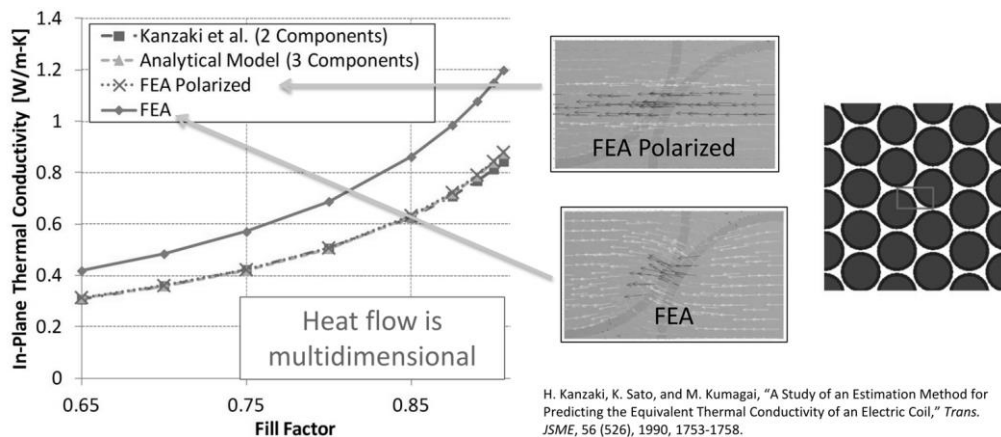 In-Plane Thermal Conductivity [W/m-K]
1.4
1.2
1
0.8
0.6
0.4
0.2
0
Kanzaki et al. (2 Components)
Analytical Model (3 Components)
FEA Polarized
FEA
Heat flow is
multidimensional
0.65
0.75
0.85
Fill Factor
FEA Polarized
FEA
H. Kanzaki, K. Sato, and M. Kumagai, “A Study of an Estimation Method for
Predicting the Equivalent Thermal Conductivity of an Electric Coil,” Trans.
JSME, 56 (526), 1990, 1753-1758.